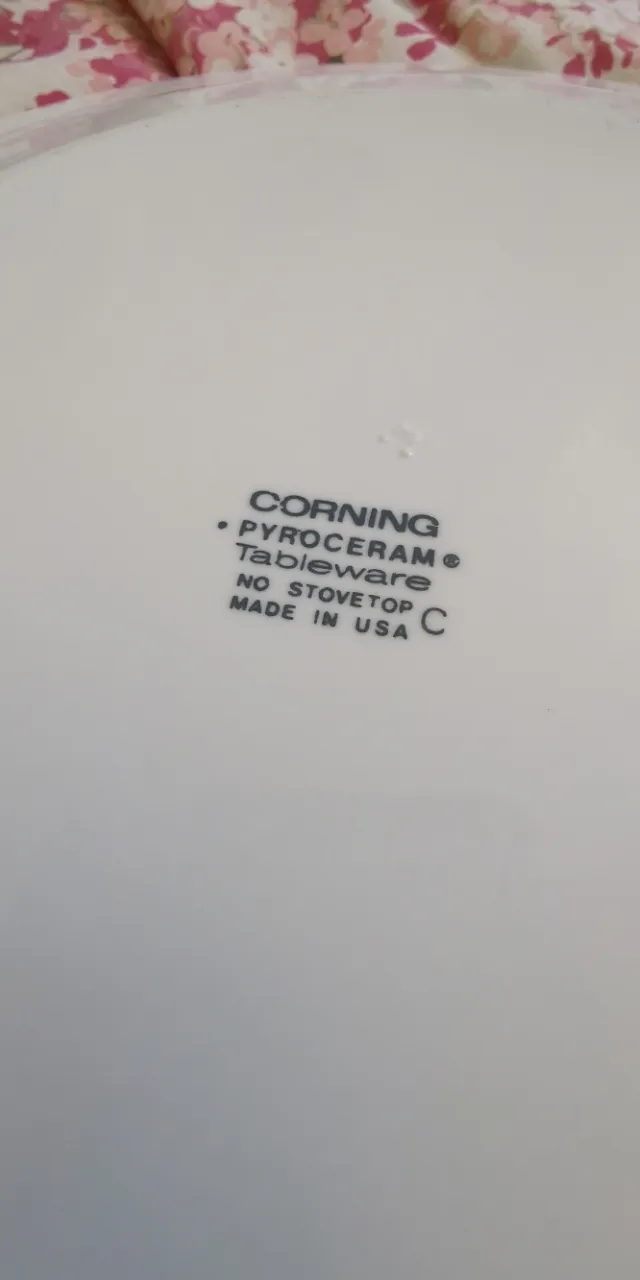 CORNING
• PYROCERAM®
Tableware
NO STOVETOP C
MADE IN USA